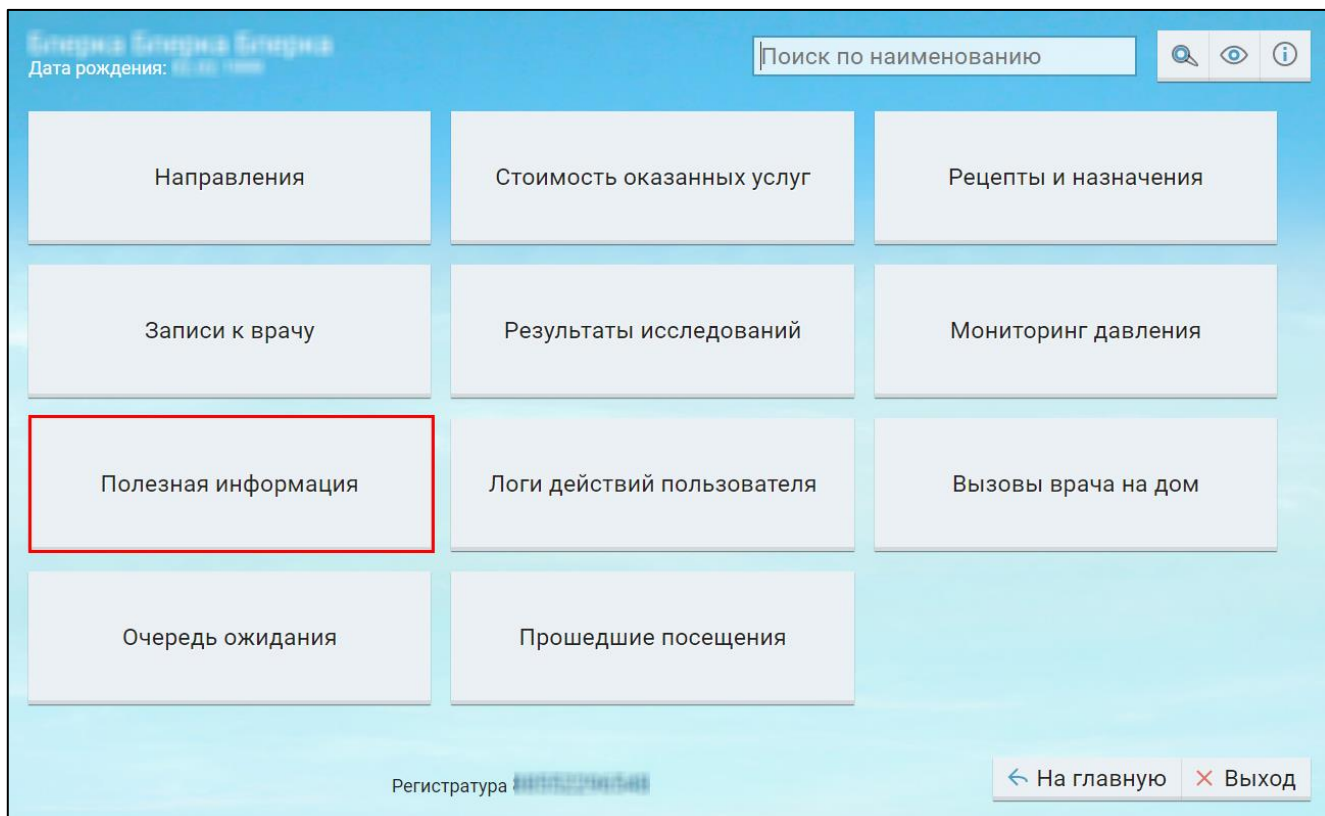 Дата рождения:
Поиск по наименованию
Направления
Стоимость оказанных услуг
Рецепты и назначения
Записи к врачу
Результаты исследований
Мониторинг давления
Полезная информация
Логи действий пользователя
Вызовы врача на дом
Очередь ожидания
Прошедшие посещения
Регистратура
На главную
Выход